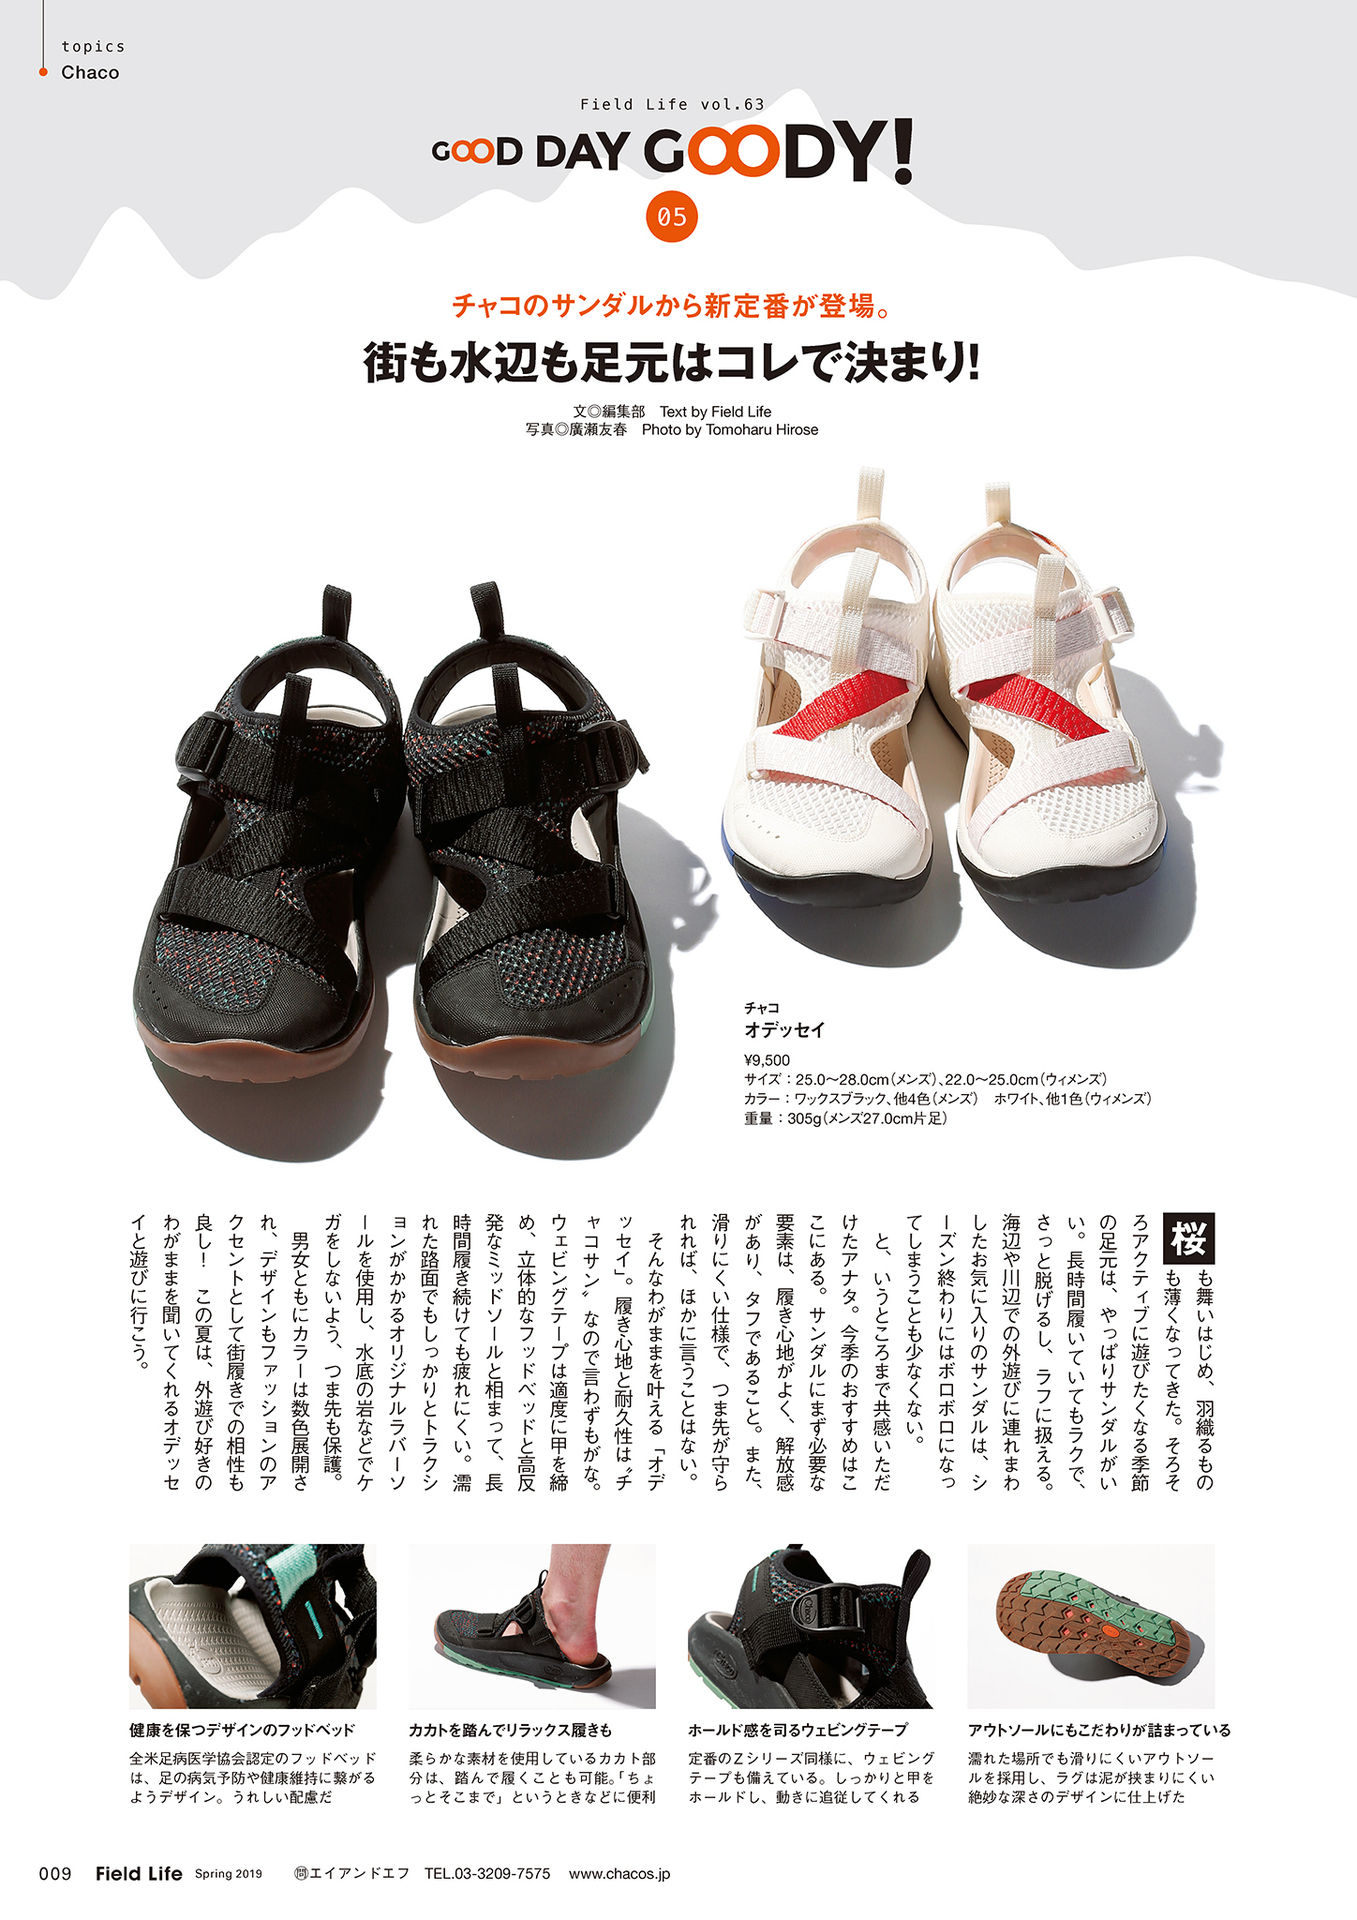 topics
Chaco
Field Life vol.63
GOOD DAY GOODY!
05
チャコのサンダルから新定番が登場。
街も水辺も足元はコレで決まり!
文◎編集部　Text by Field Life
写真◎廣瀬友春　Photo by Tomoharu Hirose
チャコ
オデッセイ
¥9,500
サイズ：25.0〜28.0cm（メンズ）、22.0〜25.0cm（ウィメンズ）
カラー：ワックスブラック、他4色（メンズ）　ホワイト、他1色（ウィメンズ）
重量：305g（メンズ27.0cm片足）
桜も舞いはじめ、羽織るもの
も薄くなってきた。そろそ
ろアクティブに遊びたくなる季節
の足元は、やっぱりサンダルがい
い。長時間履いていてもラクで、
さっと脱げるし、ラフに扱える。
海辺や川辺での外遊びに連れまわ
したお気に入りのサンダルは、シ
ーズン終わりにはボロボロになっ
てしまうことも少なくない。
と、いうところまで共感いただ
けたアナタ。今季のおすすめはこ
こにある。サンダルにまず必要な
要素は、履き心地がよく、解放感
があり、タフであること。また、
滑りにくい仕様で、つま先が守ら
れれば、ほかに言うことはない。
そんなわがままを叶える「オデ
ッセイ」。履き心地と耐久性は〝チ
ャコサン〟なので言わずもがな。
ウェビングテープは適度に甲を締
め、立体的なフッドベッドと高反
発なミッドソールと相まって、長
時間履き続けても疲れにくい。濡
れた路面でもしっかりとトラクシ
ョンがかかるオリジナルラバーソ
ールを使用し、水底の岩などでケ
ガをしないよう、つま先も保護。
男女ともにカラーは数色展開さ
れ、デザインもファッションのア
クセントとして街履きでの相性も
良し！　この夏は、外遊び好きの
わがままを聞いてくれるオデッセ
イと遊びに行こう。
Chaco
健康を保つデザインのフッドベッド
全米足病医学協会認定のフッドベッド
は、足の病気予防や健康維持に繋がる
ようデザイン。うれしい配慮だ
カカトを踏んでリラックス履きも
柔らかな素材を使用しているカカト部
分は、踏んで履くことも可能。「ちょ
っとそこまで」というときなどに便利
ホールド感を司るウェビングテープ
定番のZシリーズ同様に、ウェビング
テープも備えている。しっかりと甲を
ホールドし、動きに追従してくれる
アウトソールにもこだわりが詰まっている
濡れた場所でも滑りにくいアウトソー
ルを採用し、ラグは泥が挟まりにくい
絶妙な深さのデザインに仕上げた
009 Field Life Spring 2019 ㉄エイアンドエフ TEL.03-3209-7575 www.chacos.jp